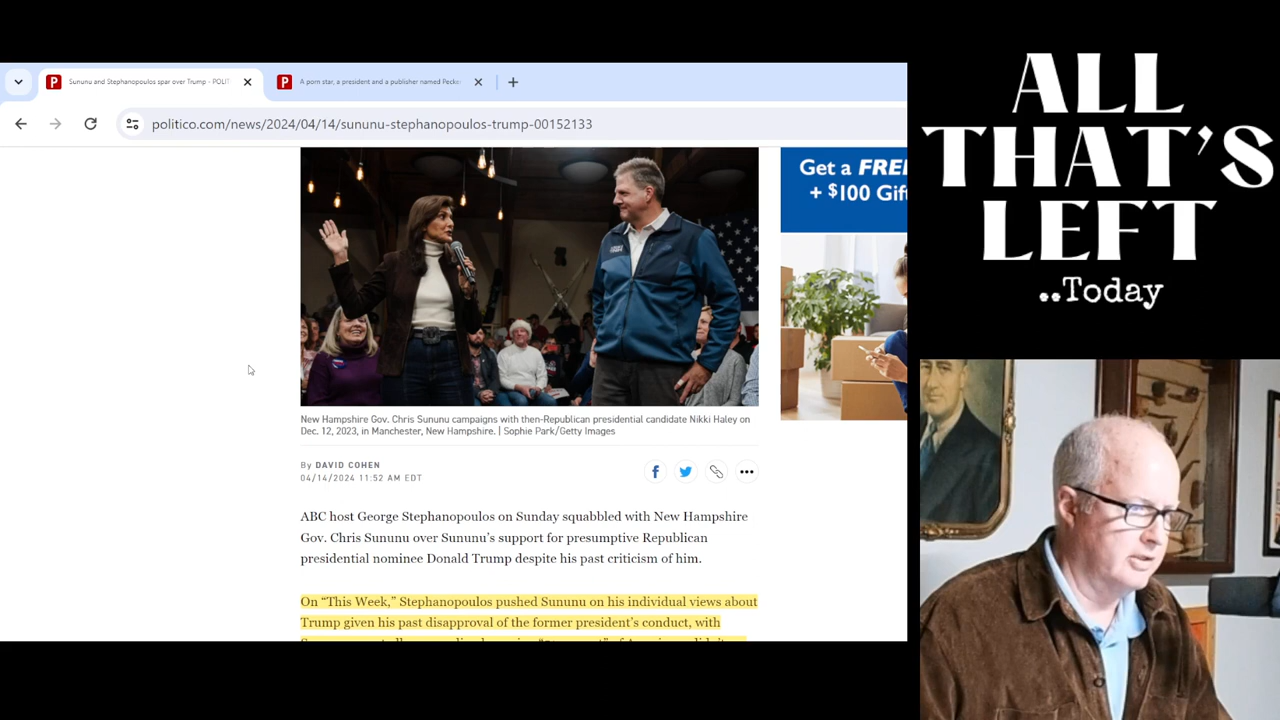 Sununu and Stephanopoulos spar over Trump - POLIT
A porn star, a president and a publisher named Pecke
politico.com/news/2024/04/14/sununu-stephanopoulos-trump-00152133
Get a FREE
+ $100 Gif
New Hampshire Gov. Chris Sununu campaigns with then-Republican presidential candidate Nikki Haley on
Dec. 12, 2023, in Manchester, New Hampshire. | Sophie Park/Getty Images
By DAVID COHEN
04/14/2024 11:52 AM EDT
ABC host George Stephanopoulos on Sunday squabbled with New Hampshire
Gov. Chris Sununu over Sununu's support for presumptive Republican
presidential nominee Donald Trump despite his past criticism of him.
On “This Week,” Stephanopoulos pushed Sununu on his individual views about
Trump given his past disapproval of the former president's conduct, with
ALL
THAT'S
LEFT
..Today